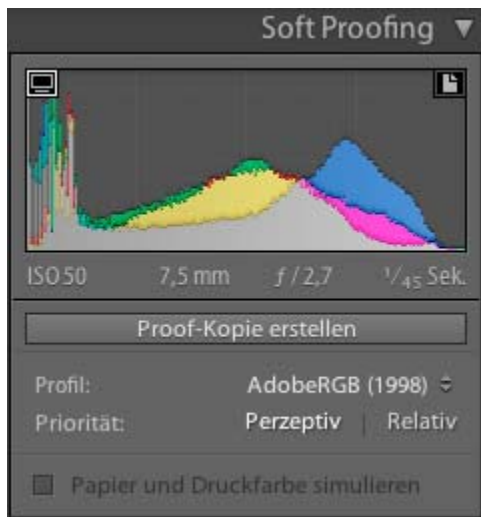 Soft Proofing
ISO 50 7,5 mm ƒ / 2,7 1/45 Sek.
Proof-Kopie erstellen
Profil: AdobeRGB (1998)
Priorität: Perzeptiv | Relativ
Papier und Druckfarbe simulieren